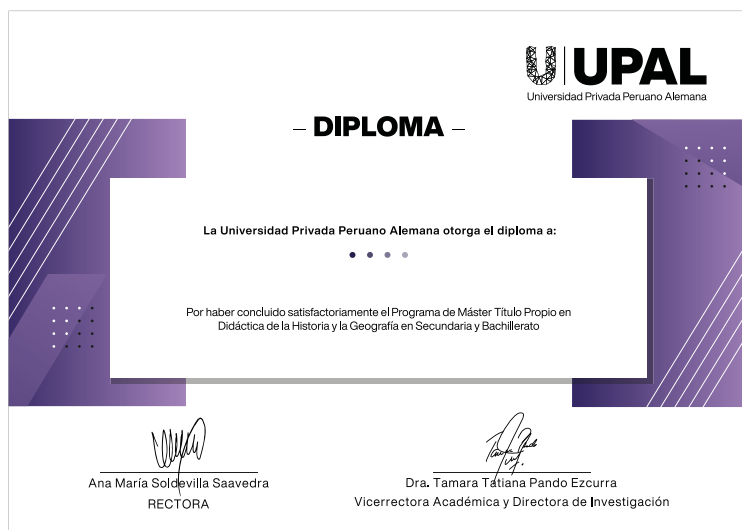 UPAL
Universidad Privada Peruano Alemana
– DIPLOMA –
La Universidad Privada Peruano Alemana otorga el diploma a:
Por haber concluido satisfactoriamente el Programa de Máster Título Propio en
Didáctica de la Historia y la Geografía en Secundaria y Bachillerato
Ana María Soldevilla Saavedra
RECTORA
Dra. Tamara Tatiana Pando Ezcurra
Vicerrectora Académica y Directora de Investigación